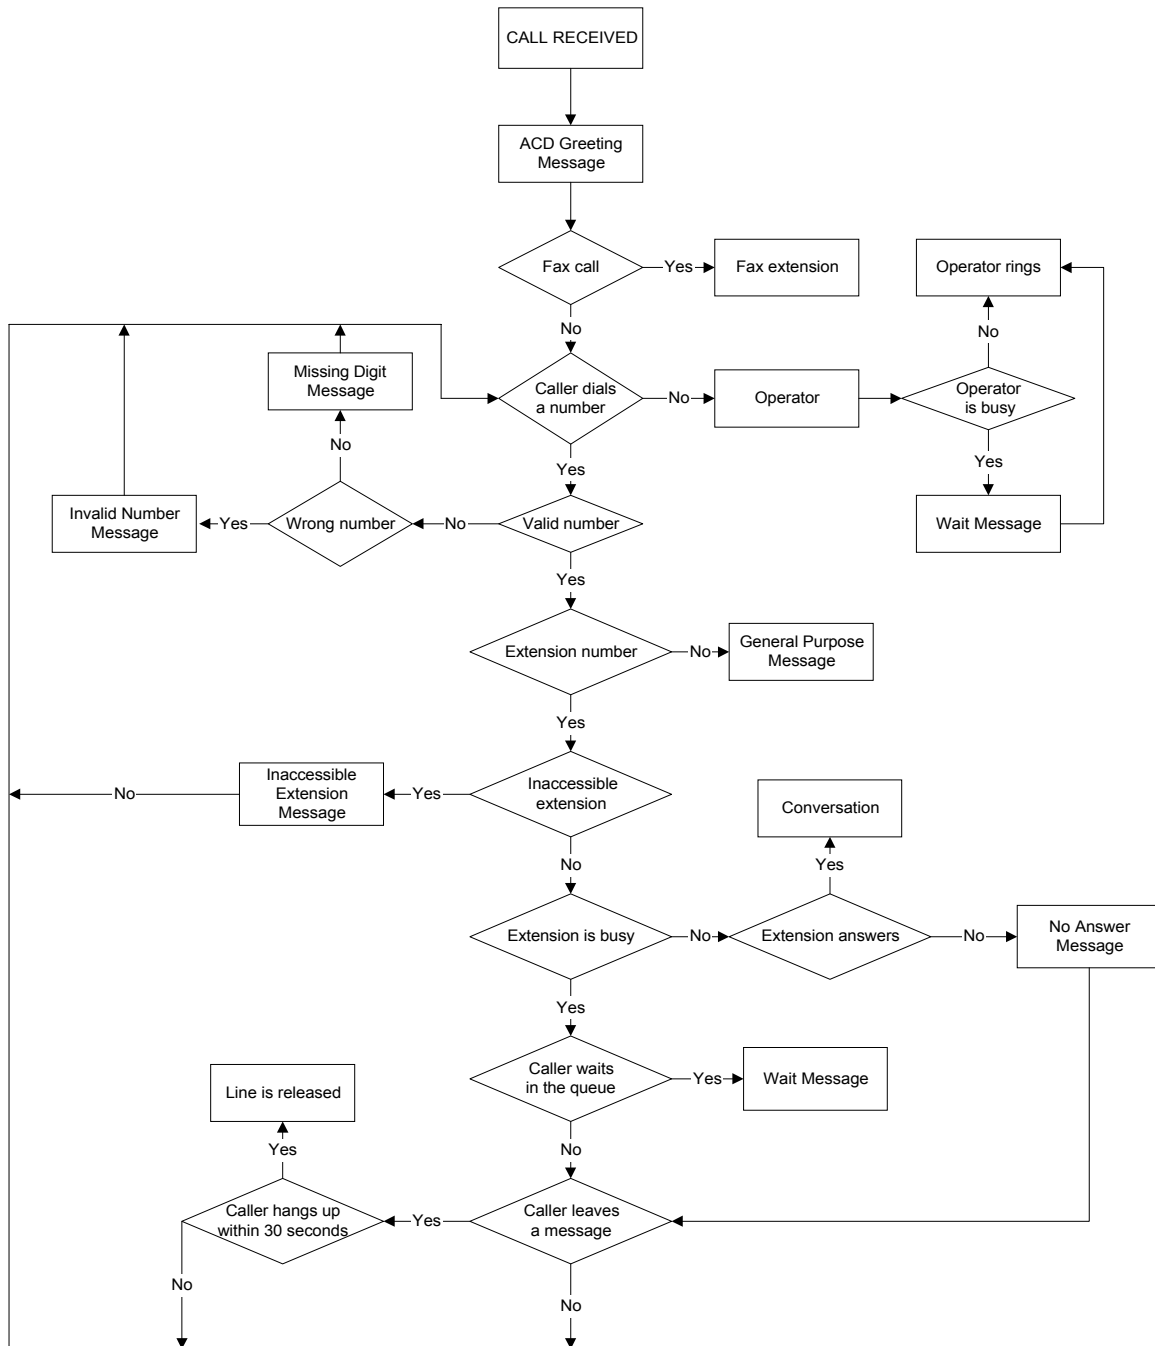 CALL RECEIVED
ACD Greeting
Message
Fax call
Yes
Fax extension
Operator rings
No
No
Missing Digit
Message
Caller dials
a number
No
Operator
Operator
is busy
No
Yes
Yes
Invalid Number
Message
Yes
Wrong number
No
Valid number
Wait Message
Yes
Extension number
No
General Purpose
Message
Yes
No
Inaccessible
Extension
Message
Yes
Inaccessible
extension
Conversation
No
Yes
Extension is busy
No
Extension answers
No
No Answer
Message
Yes
Caller waits
in the queue
Yes
Wait Message
Line is released
Yes
No
Caller hangs up
within 30 seconds
Yes
Caller leaves
a message
No
No